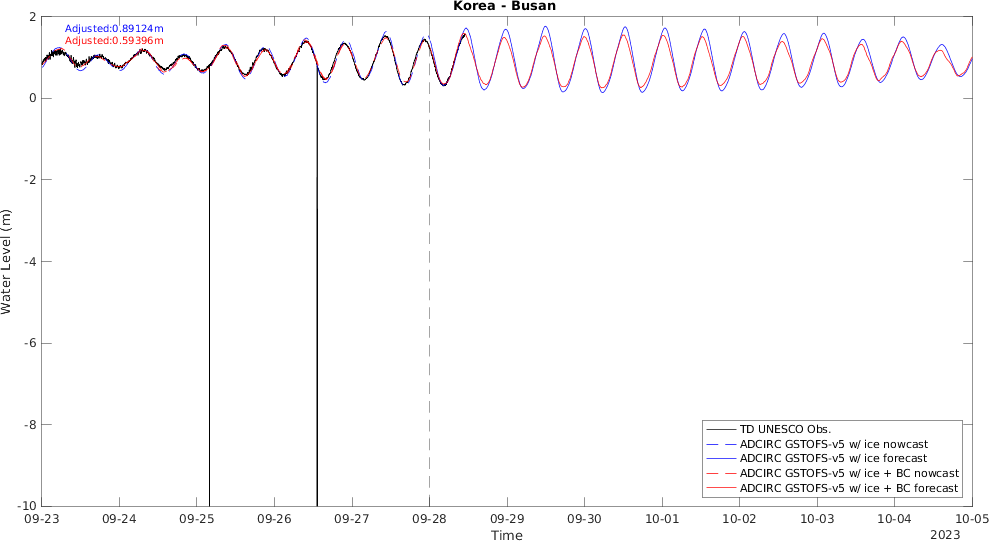 Korea - Busan
Adjusted:0.89124m
Adjusted:0.59396m
2
0
-2
-4
-6
-8
-10
Water Level (m)
TD UNESCO Obs.
ADCIRC GSTOFS-v5 w/ ice nowcast
ADCIRC GSTOFS-v5 w/ ice forecast
ADCIRC GSTOFS-v5 w/ ice + BC nowcast
ADCIRC GSTOFS-v5 w/ ice + BC forecast
09-23 09-24 09-25 09-26 09-27 09-28 09-29 09-30 10-01 10-02 10-03 10-04 10-05
Time
2023